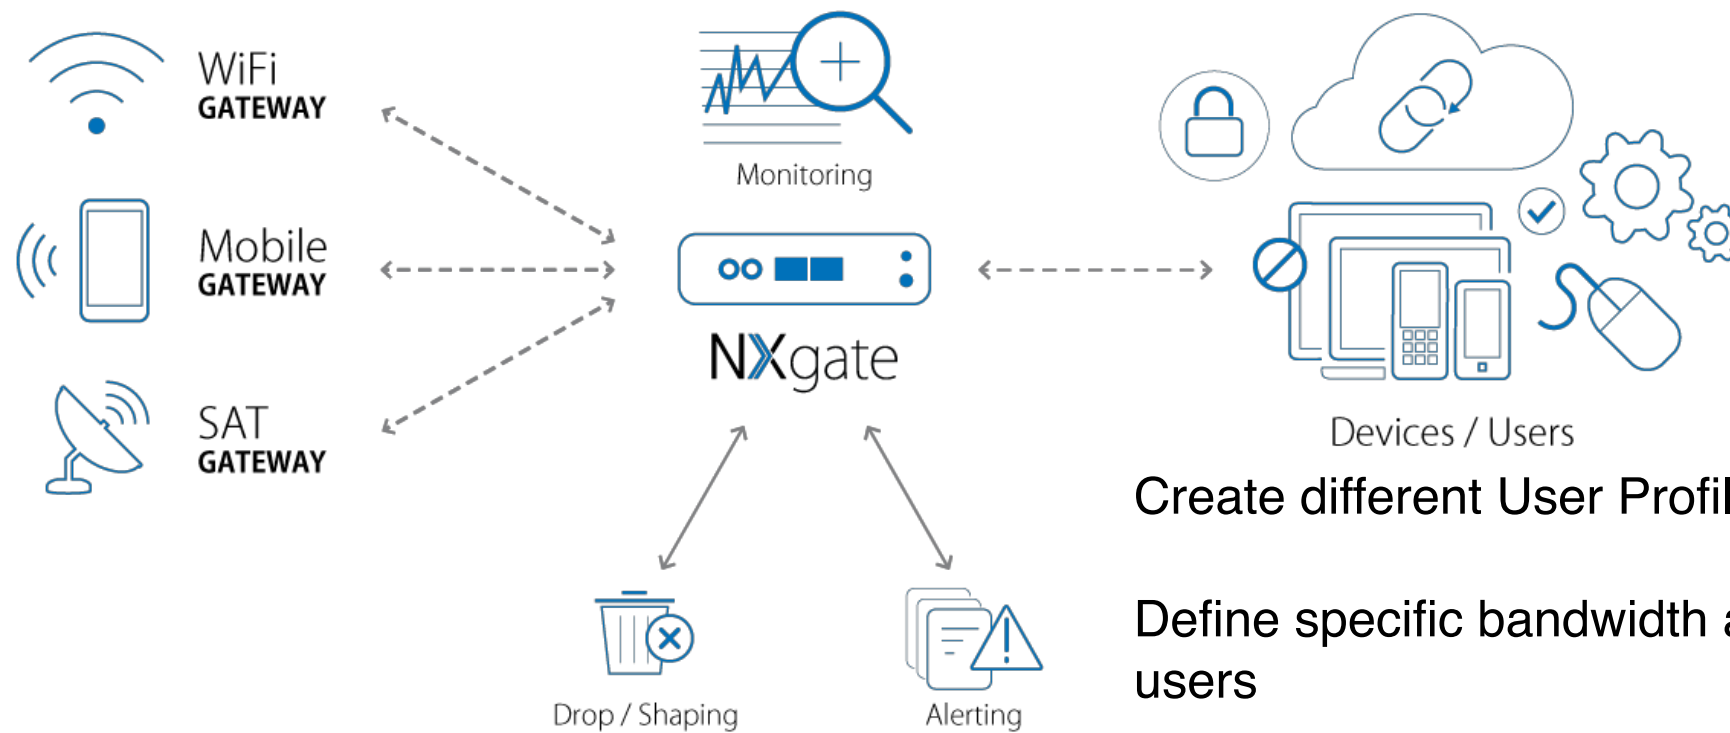 WiFi
GATEWAY
Monitoring
Mobile
GATEWAY
NXgate
SAT
GATEWAY
Devices / Users
Create different User Profil
Define specific bandwidth a
users
Drop / Shaping
Alerting